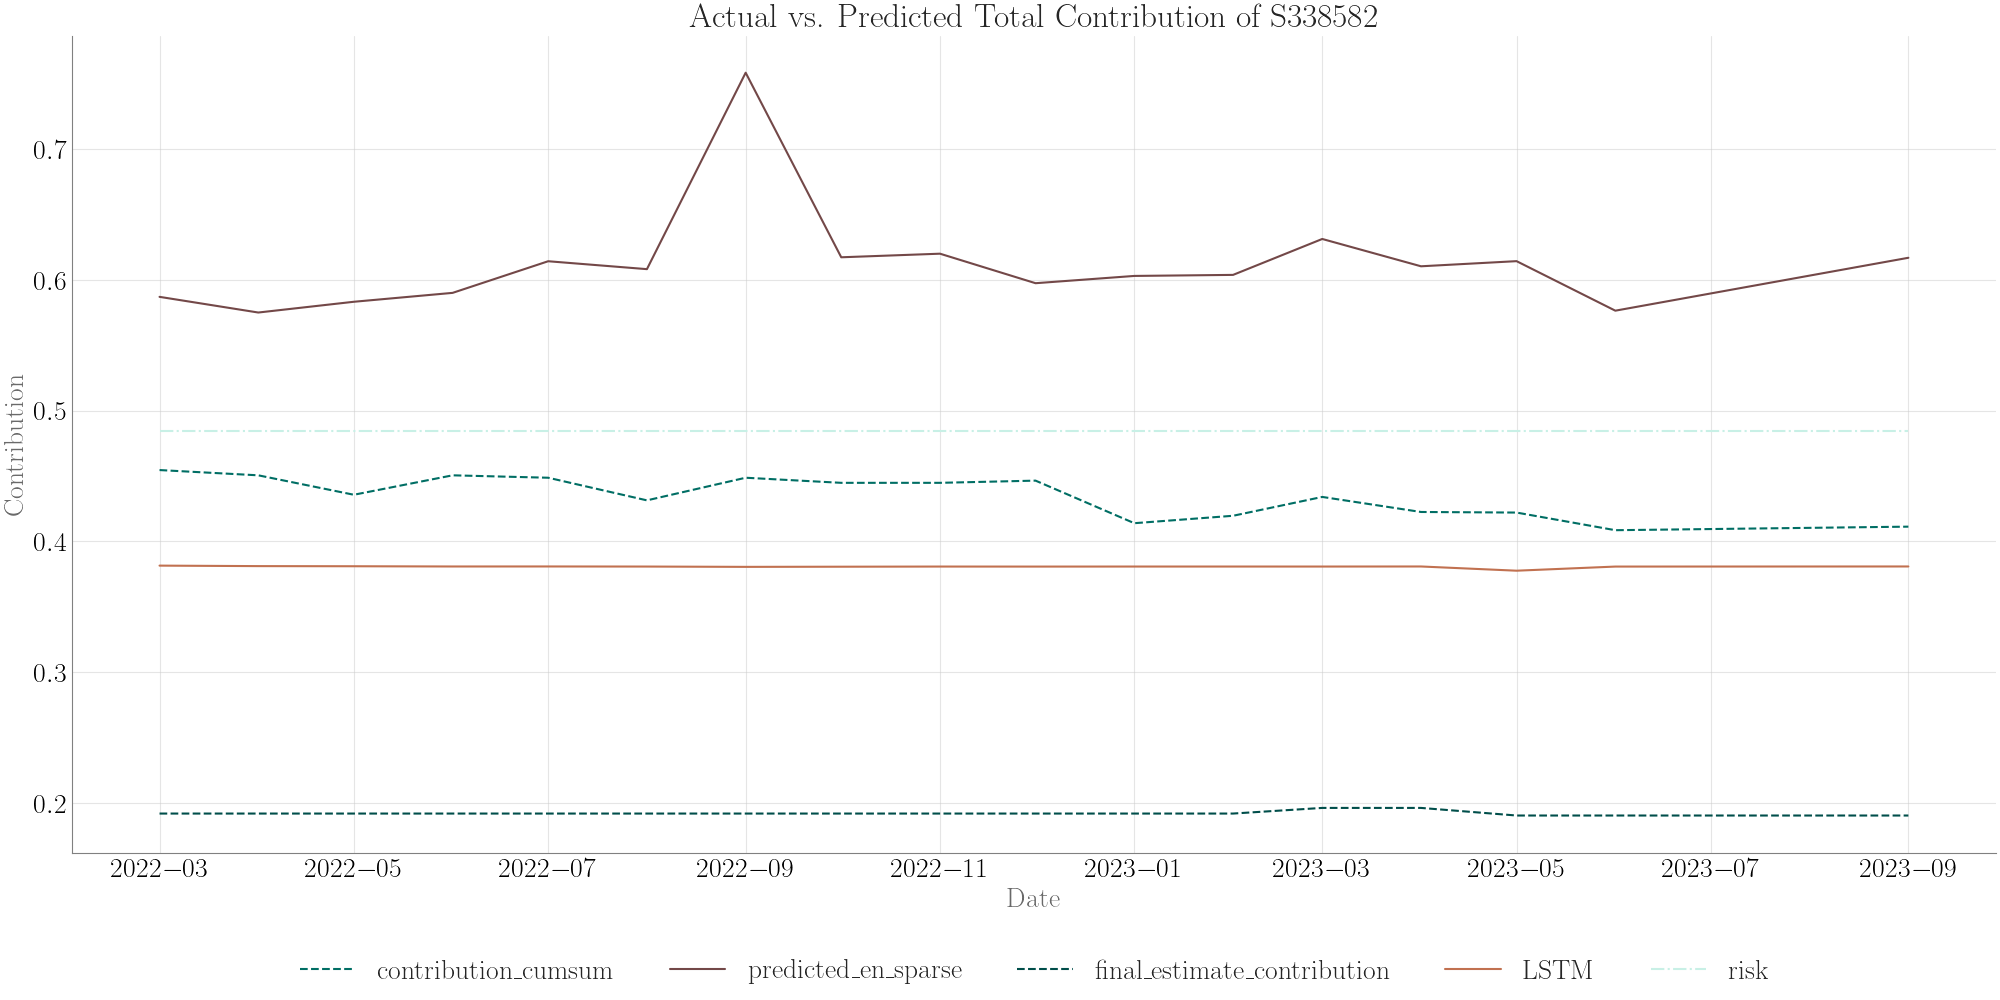 Actual vs. Predicted Total Contribution of S338582
Contribution
0.7
0.6
0.5
0.4
0.3
0.2
2022−03 2022−05 2022−07 2022−09 2022−11 2023−01 2023−03 2023−05 2023−07 2023−09
Date
contribution_cumsum predicted_en_sparse final_estimate_contribution LSTM risk